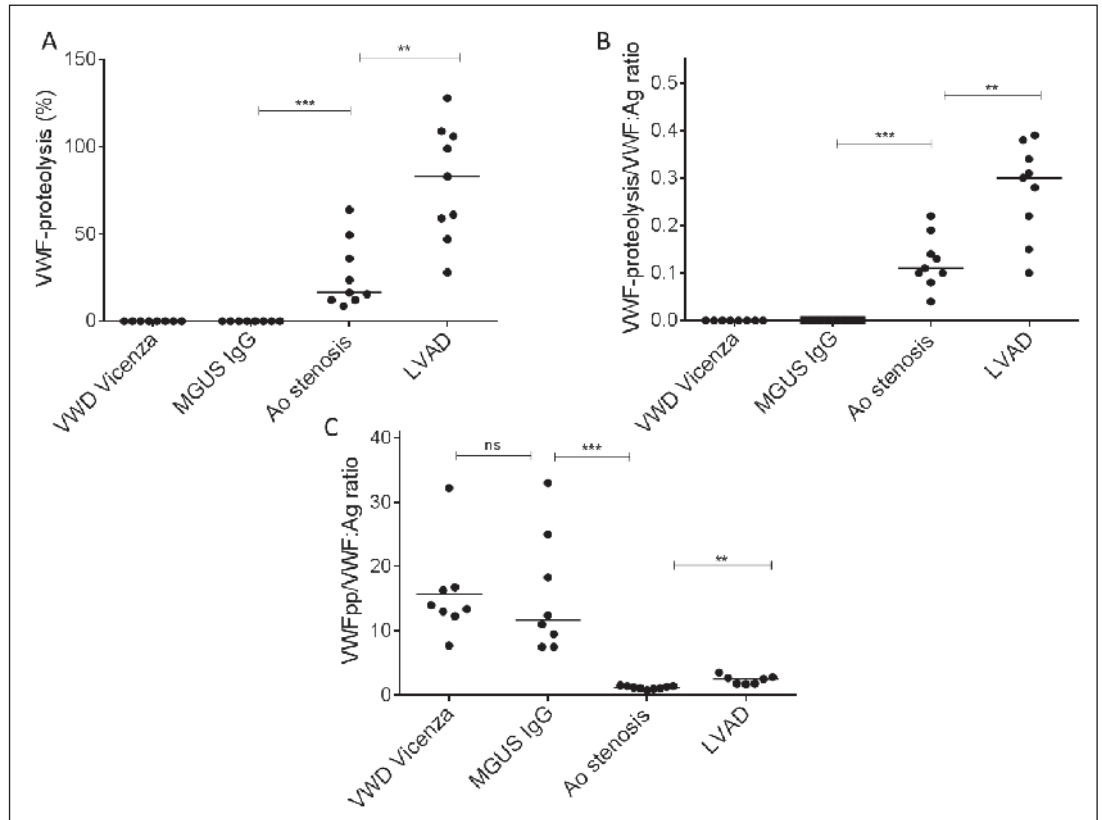 A
VWF-proteolysis (%)
150
100
50
0
***
**
VWD Vicenza
MGUS IgG
Ao stenosis
LVAD
B
VWF-proteolysis/VWF:Ag ratio
0.5
0.4
0.3
0.2
0.1
0.0
***
**
VWD Vicenza
MGUS IgG
Ao stenosis
LVAD
C
VWFpp/VWF:Ag ratio
40
30
20
10
0
ns
***
**
VWD Vicenza
MGUS IgG
Ao stenosis
LVAD